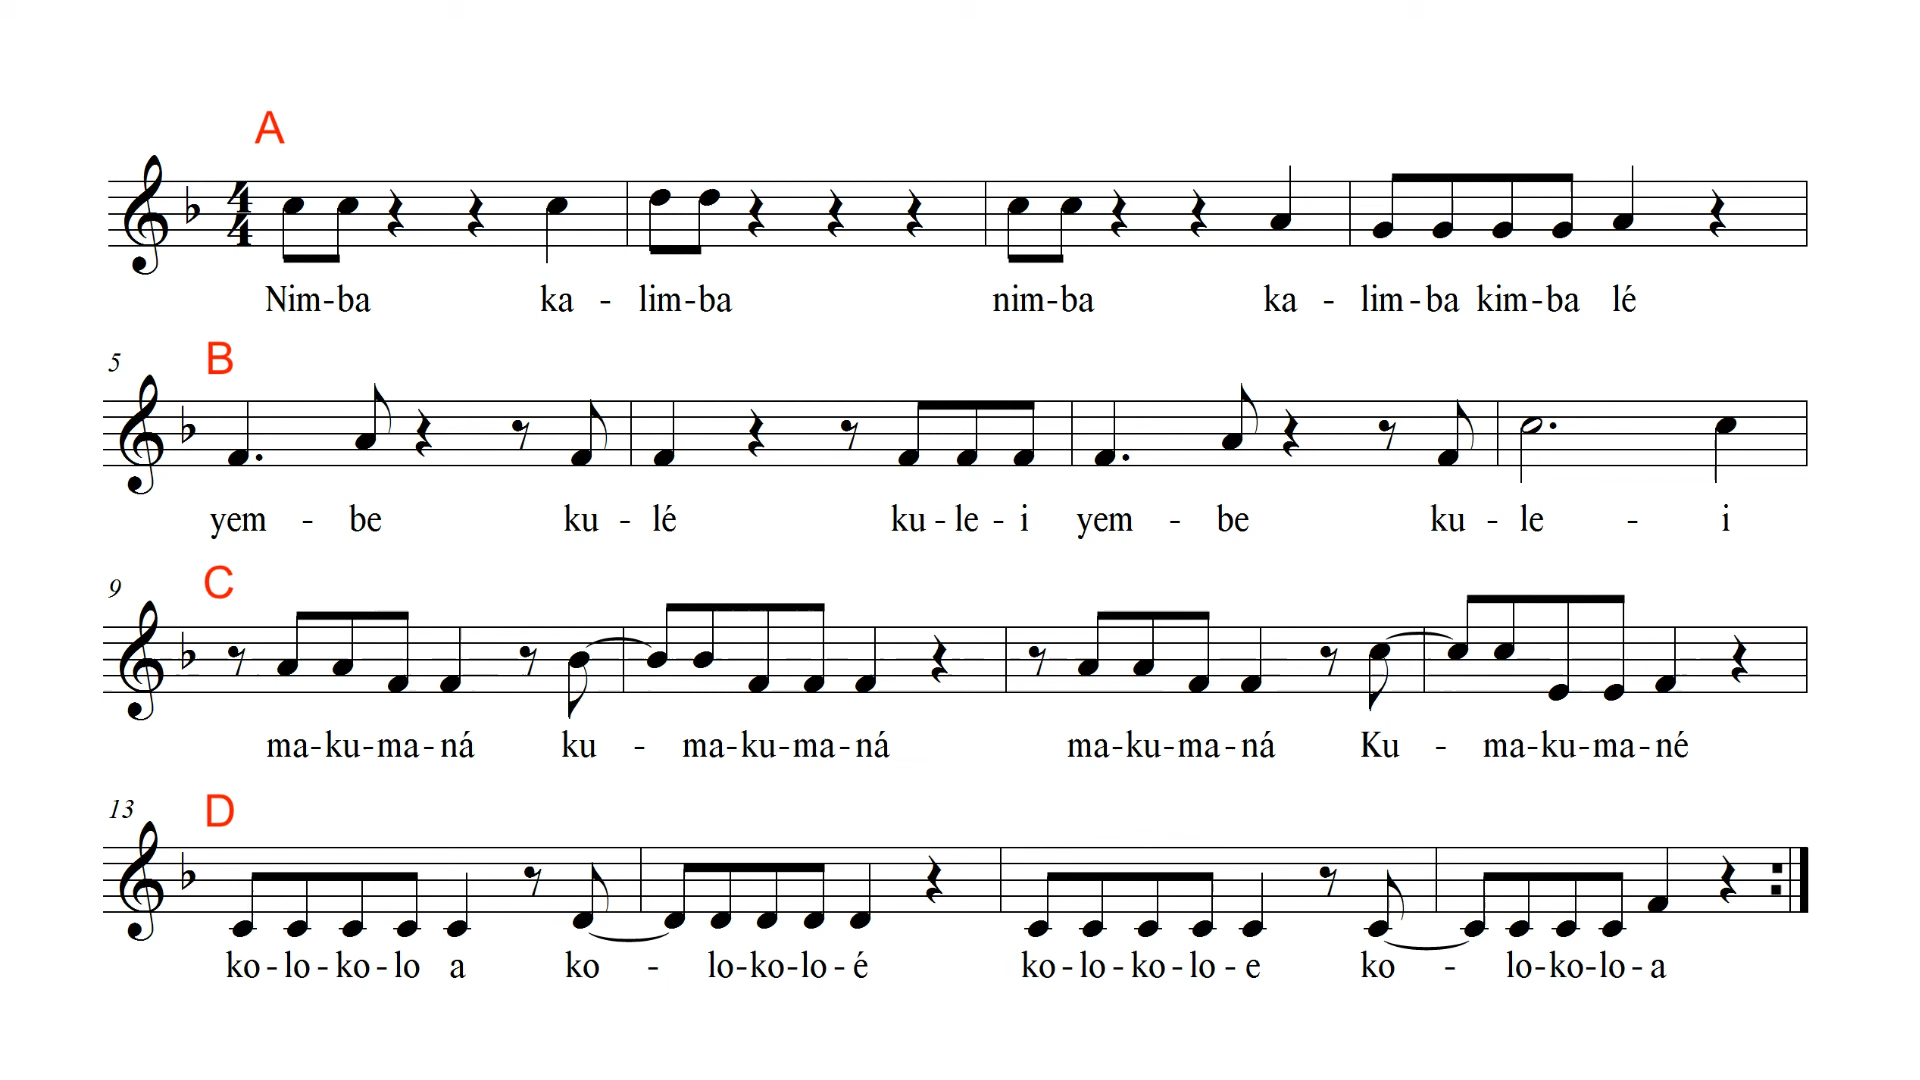 A
4
4
Nim-ba ka - lim-ba nim-ba ka - lim-ba kim-ba lé
5 B
yem - be ku - lé ku-le-i yem - be ku - le - i
9 C
ma-ku-ma-ná ku - ma-ku-ma-ná ma-ku-ma-ná Ku - ma-ku-ma-né
13 D
ko-lo-ko-lo a ko - lo-ko-lo-é ko-lo-ko-lo-e ko - lo-ko-lo-a